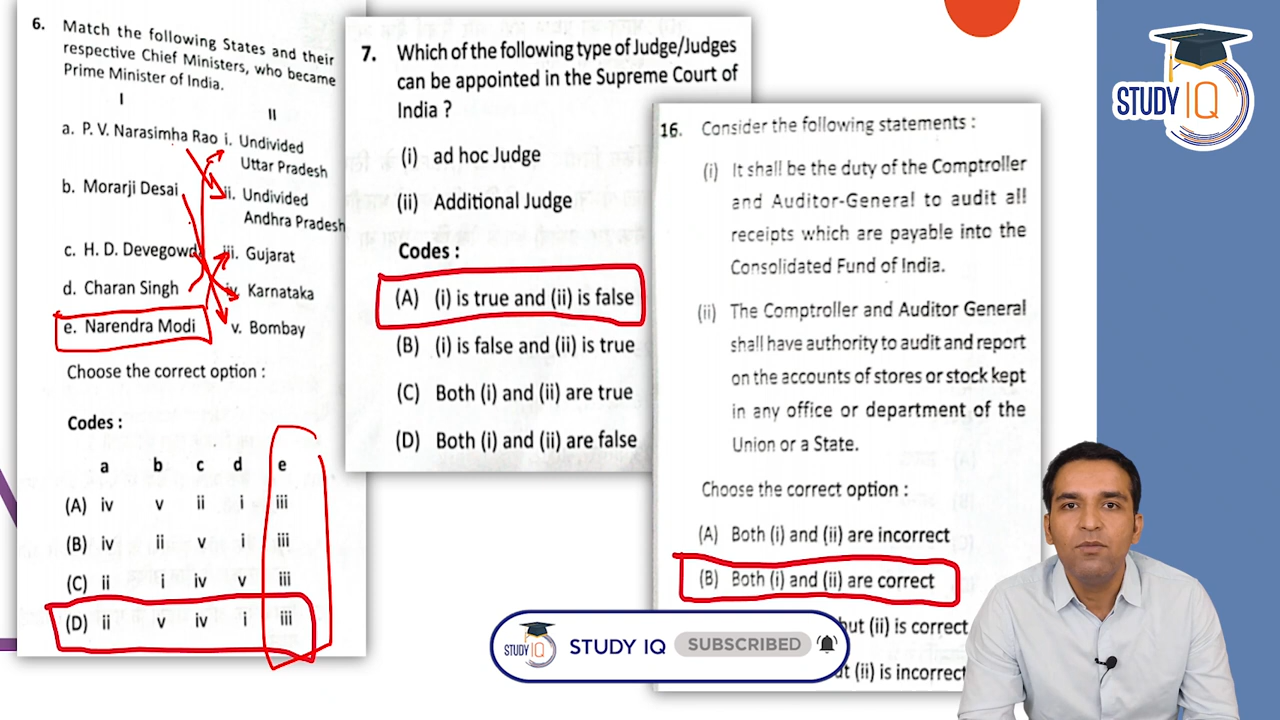 6. Match the following States and their
respective Chief Ministers, who became
Prime Minister of India.
I
II
a. P. V. Narasimha Rao i. Undivided
Uttar Pradesh
b. Morarji Desai ii. Undivided
Andhra Pradesh
c. H. D. Devegowda iii. Gujarat
d. Charan Singh iv. Karnataka
e. Narendra Modi v. Bombay
Choose the correct option :
Codes :
a b c d e
(A) iv v ii i iii
(B) iv ii v i iii
(C) ii i iv v iii
(D) ii v iv i iii
7. Which of the following type of Judge/Judges
can be appointed in the Supreme Court of
India ?
(i) ad hoc Judge
(ii) Additional Judge
Codes :
(A) (i) is true and (ii) is false
(B) (i) is false and (ii) is true
(C) Both (i) and (ii) are true
(D) Both (i) and (ii) are false
16. Consider the following statements :
(i) It shall be the duty of the Comptroller
and Auditor-General to audit all
receipts which are payable into the
Consolidated Fund of India.
(ii) The Comptroller and Auditor General
shall have authority to audit and report
on the accounts of stores or stock kept
in any office or department of the
Union or a State.
Choose the correct option :
(A) Both (i) and (ii) are incorrect
(B) Both (i) and (ii) are correct
but (ii) is correct
(ii) is incorrect
STUDY IQ
STUDY IQ
STUDY IQ SUBSCRIBED